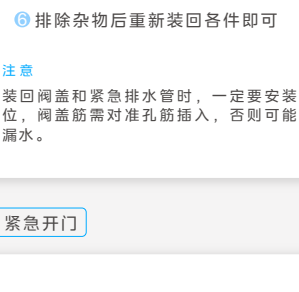 ⑥ 排除杂物后重新装回各件即可
注意
装回阀盖和紧急排水管时，一定要安装
位，阀盖筋需对准孔筋插入，否则可能
漏水。
紧急开门